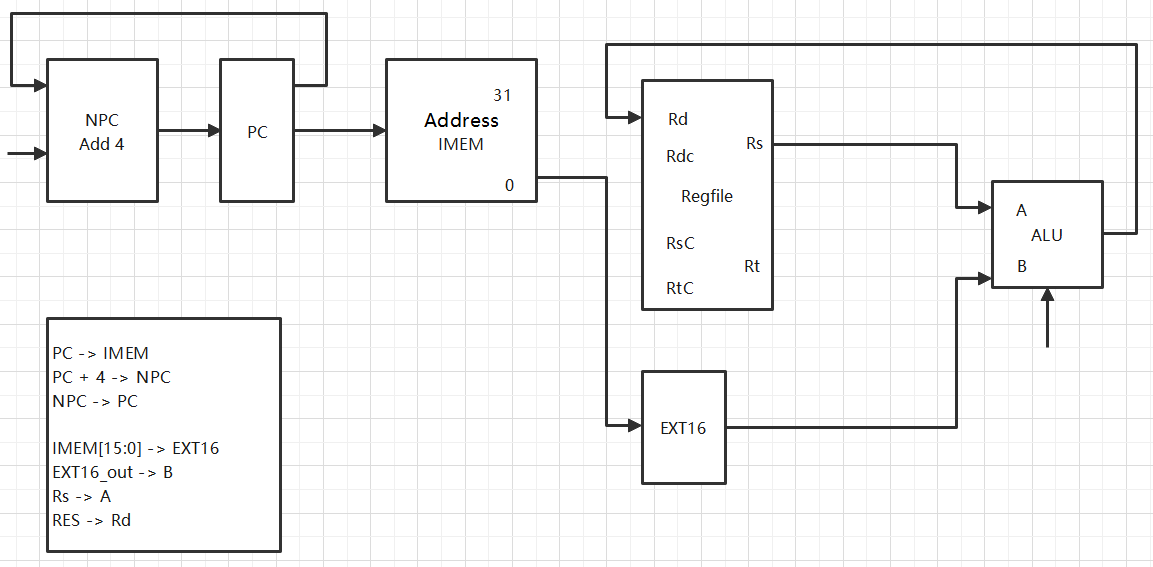 NPC
Add 4
PC
31
Address
IMEM
0
Rd
Rdc
Rs
Regfile
RsC
Rt
RtC
A
ALU
B
EXT16
PC -> IMEM
PC + 4 -> NPC
NPC -> PC
IMEM[15:0] -> EXT16
EXT16_out -> B
Rs -> A
RES -> Rd